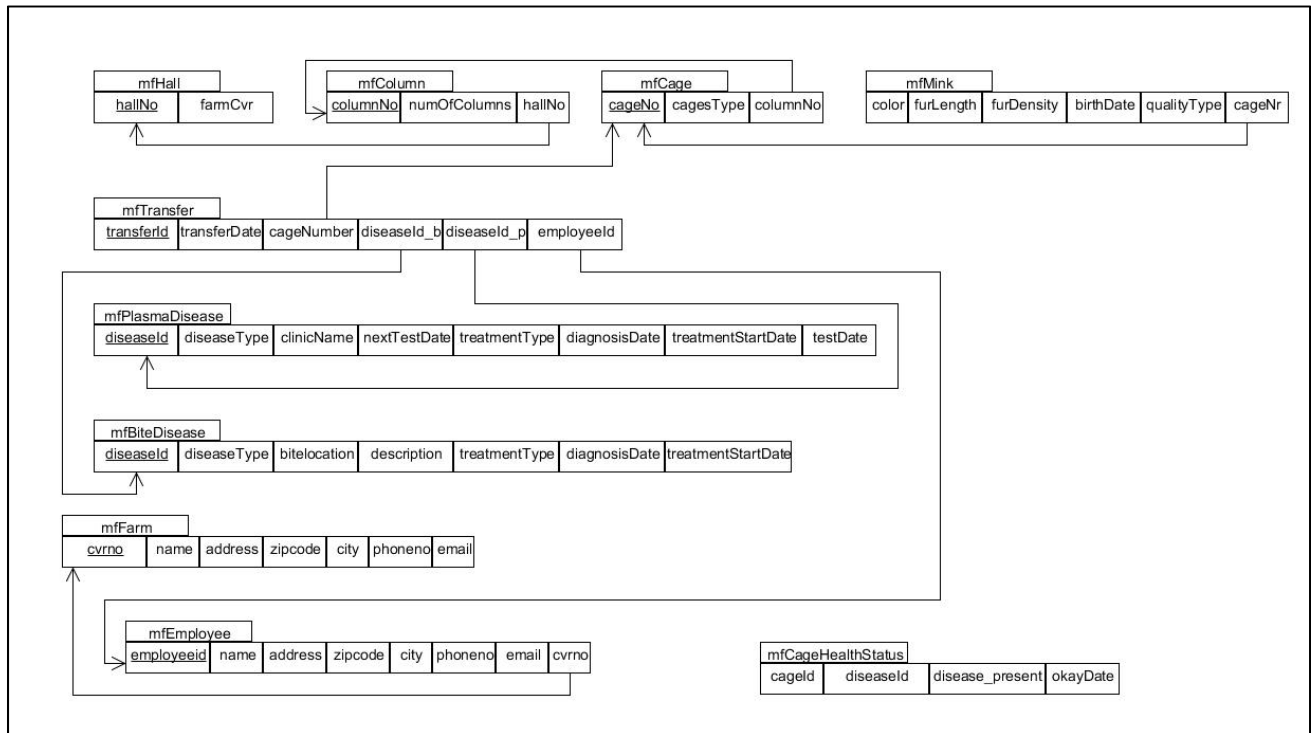 mfHall mfColumn mfCage mfMink
hallNo farmCvr columnNo numOfColumns hallNo cageNo cagesType columnNo color furLength furDensity birthDate qualityType cageNr
mfTransfer
transferId transferDate cageNumber diseaseId_b diseaseId_p employeeId
mfPlasmaDisease
diseaseId diseaseType clinicName nextTestDate treatmentType diagnosisDate treatmentStartDate testDate
mfBiteDisease
diseaseId diseaseType bitelocation description treatmentType diagnosisDate treatmentStartDate
mfFarm
cvrno name address zipcode city phoneno email
mfEmployee
employeeid name address zipcode city phoneno email cvrno
mfCageHealthStatus
cageId diseaseId disease_present okayDate